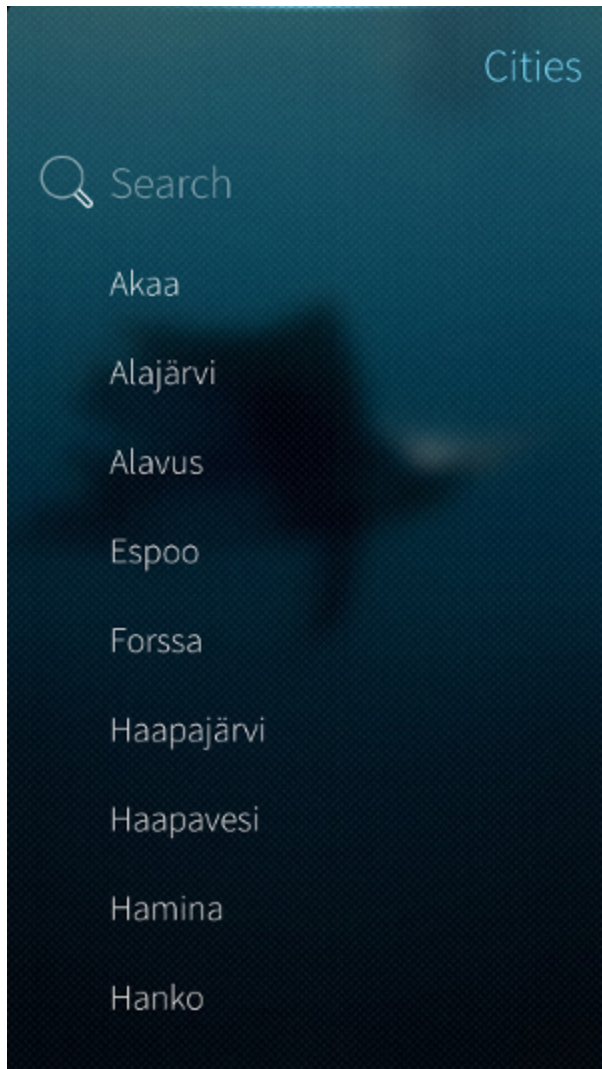 Cities
Search
Akaa
Alajärvi
Alavus
Espoo
Forssa
Haapajärvi
Haapavesi
Hamina
Hanko